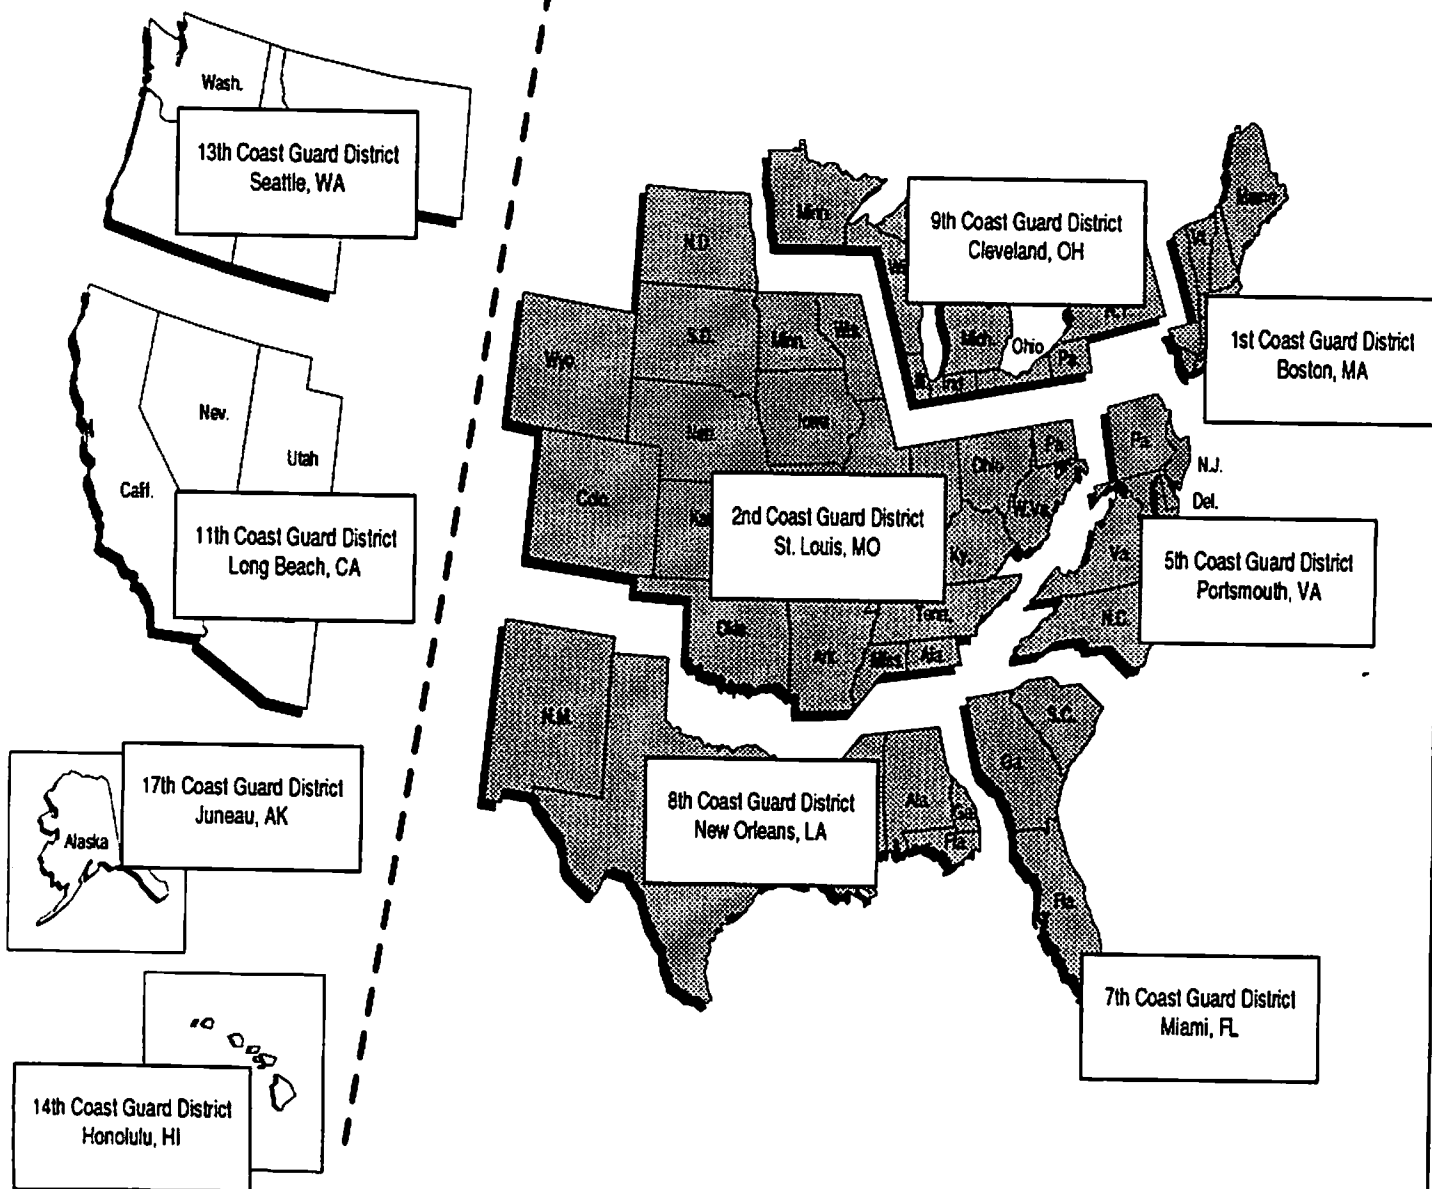 Wash.
13th Coast Guard District
Seattle, WA
Nev.
Utah
Calif.
11th Coast Guard District
Long Beach, CA
17th Coast Guard District
Juneau, AK
Alaska
14th Coast Guard District
Honolulu, HI
Minn.
9th Coast Guard District
Cleveland, OH
Mich.
Ohio
Pa.
N.Y.
Ind.
Maine
Vt.
1st Coast Guard District
Boston, MA
N.D.
S.D.
Minn.
Wis.
Wyo.
Neb.
Iowa
Colo.
Ohio
Pa.
W.Va.
Ky.
2nd Coast Guard District
St. Louis, MO
Tenn.
Okla.
Ark.
Miss.
Ala.
Pa.
N.J.
Del.
Va.
N.C.
5th Coast Guard District
Portsmouth, VA
N.M.
8th Coast Guard District
New Orleans, LA
Ala.
Ga.
Fla.
S.C.
Ga.
Fla.
7th Coast Guard District
Miami, FL